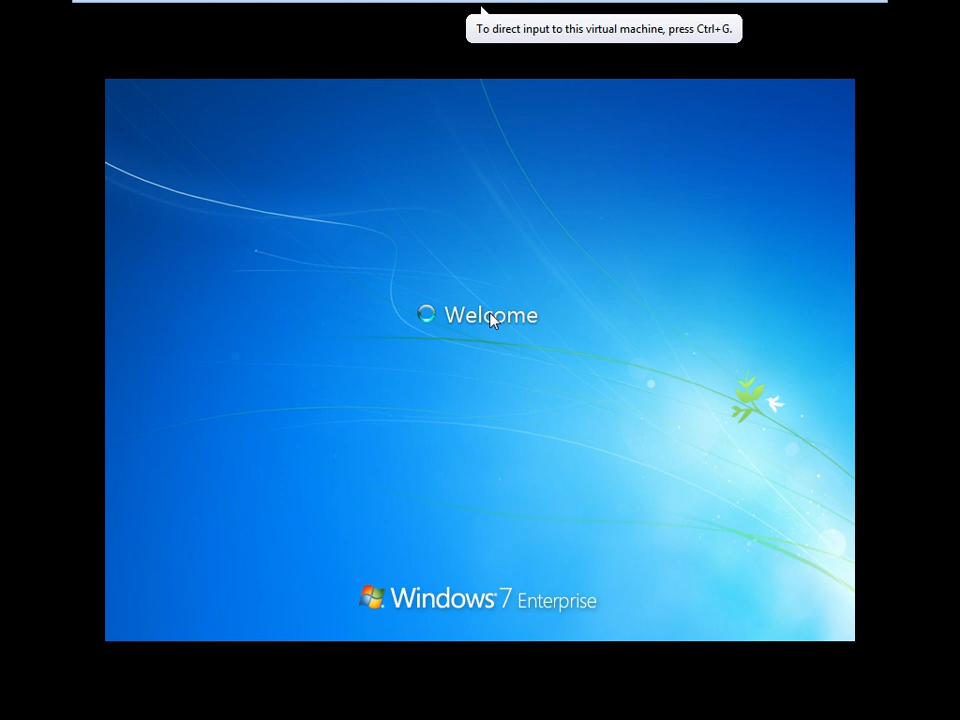 To direct input to this virtual machine, press Ctrl+G.
Welcome
Windows 7 Enterprise